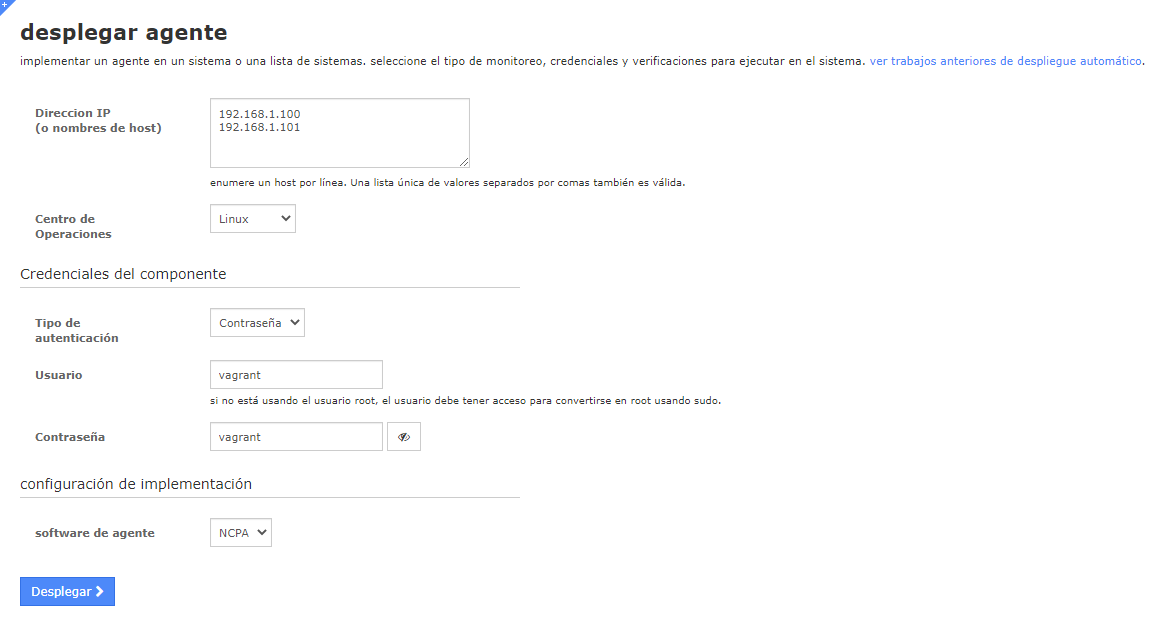 desplegar agente
implementar un agente en un sistema o una lista de sistemas. seleccione el tipo de monitoreo, credenciales y verificaciones para ejecutar en el sistema. ver trabajos anteriores de despliegue automático.
Direccion IP
(o nombres de host)
192.168.1.100
192.168.1.101
enumere un host por línea. Una lista única de valores separados por comas también es válida.
Centro de
Operaciones
Linux
Credenciales del componente
Tipo de
autenticación
Contraseña
Usuario
vagrant
si no está usando el usuario root, el usuario debe tener acceso para convertirse en root usando sudo.
Contraseña
vagrant
configuración de implementación
software de agente
NCPA
Desplegar